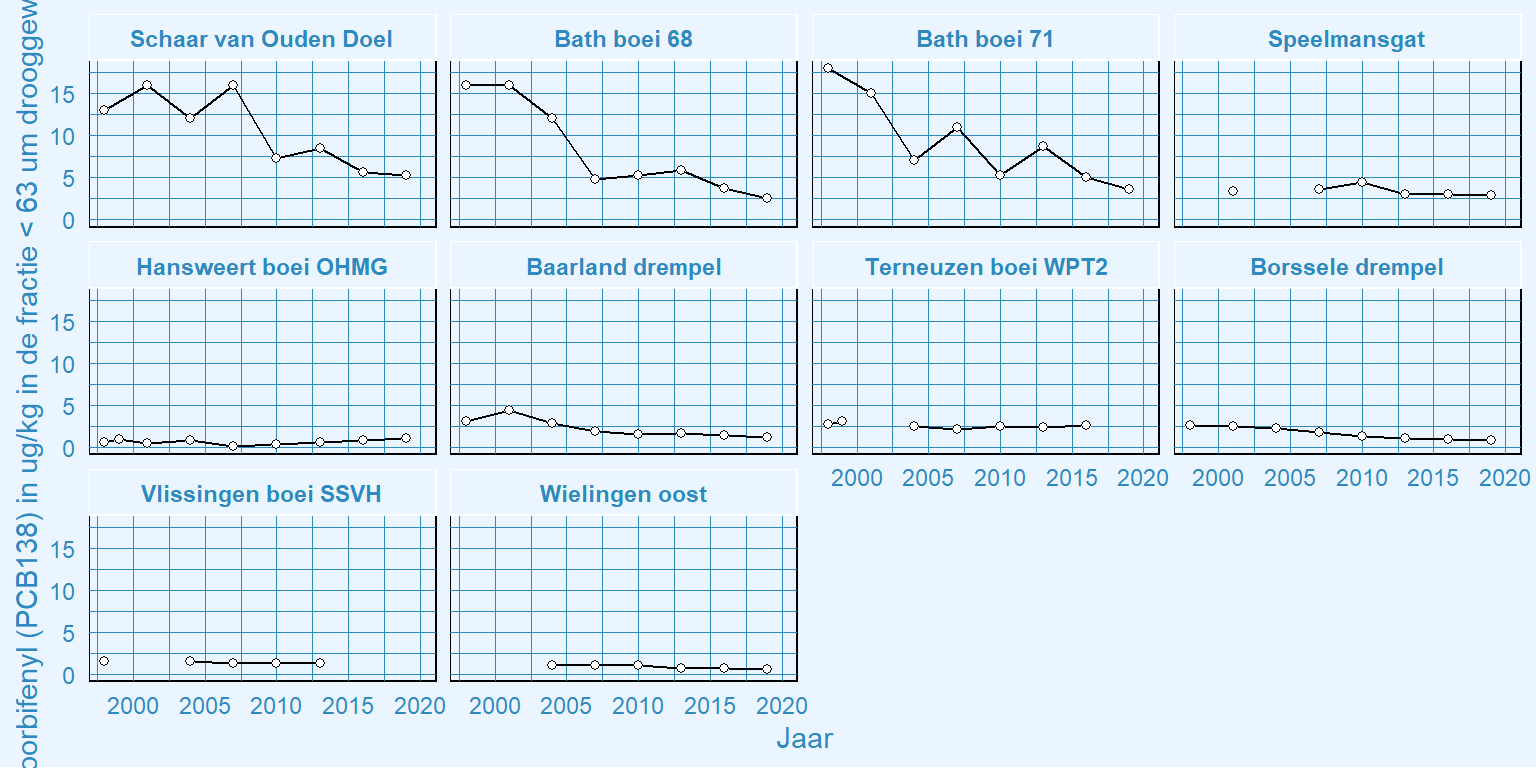 Schaar van Ouden Doel
Bath boei 68
Bath boei 71
Speelmansgat
15
10
5
0
Hansweert boei OHMG
Baarland drempel
Terneuzen boei WPT2
Borssele drempel
15
10
5
0
2000 2005 2010 2015 2020
2000 2005 2010 2015 2020
Vlissingen boei SSVH
Wielingen oost
15
10
5
0
2000 2005 2010 2015 2020
2000 2005 2010 2015 2020
Jaar
oorbifenyl (PCB138) in ug/kg in de fractie < 63 um drooggew